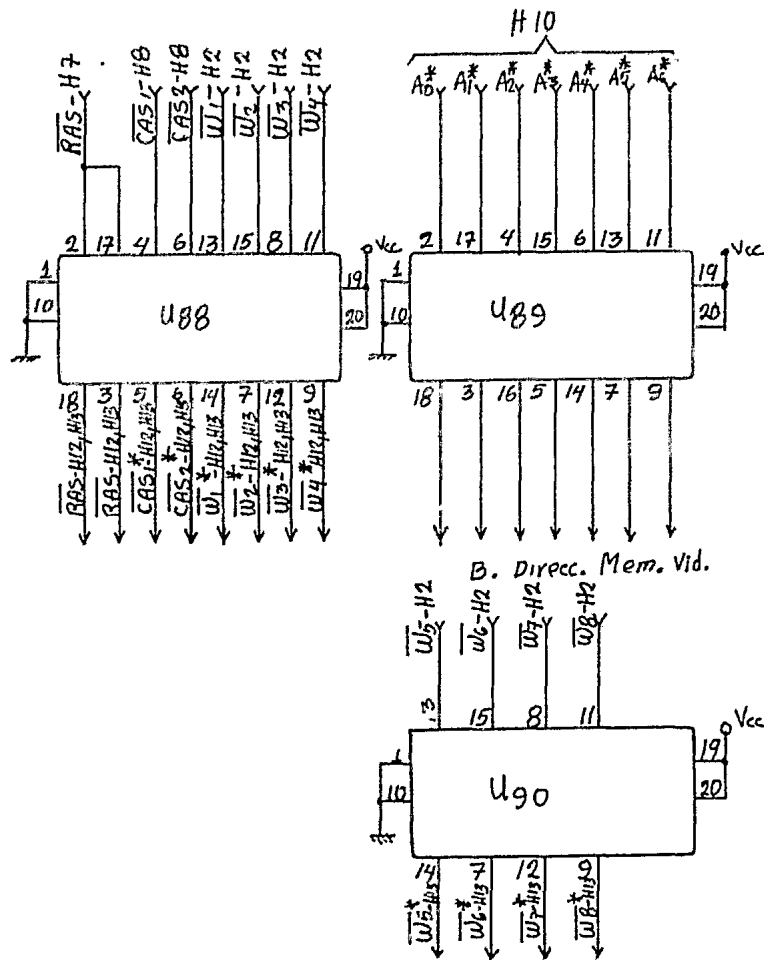 H10
RAS-H7
CAS1-H8
CAS2-H8
W1-H2
W2-H2
W3-H2
W4-H2
A0* A1* A2* A3* A4* A5* A6*
2 17 4 6 13 15 8 11
2 17 4 15 6 13 11
1
10
U88
19
20
Vcc
1
10
U89
19
20
Vcc
18 3 5 6 14 7 12 9
18 3 16 5 14 7 9
RAS-H12,H13
RAS-H12,H13
CAS1*-H12,H13
CAS2*-H12,H13
W1*-H12,H13
W2*-H12,H13
W3*-H12,H13
W4*-H12,H13
B. Direcc. Mem. Vid.
W5-H2
W6-H2
W7-H2
W8-H2
13 15 8 11
1
10
U90
19
20
Vcc
14 7 12 9
W5*-H13
W6*-H13
W7*-H13
W8*-H13